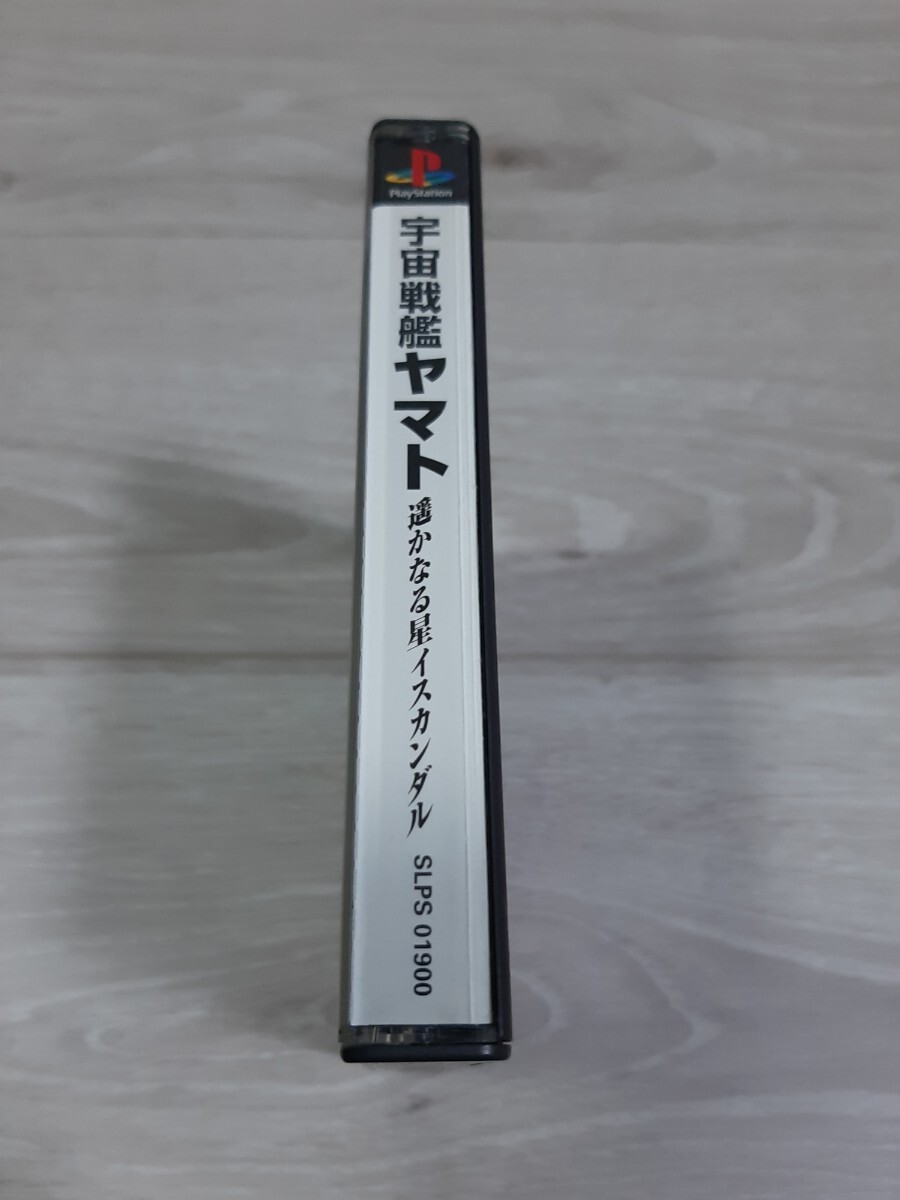 PlayStation
宇宙戦艦ヤマト
遥かなる星イスカンダル
SLPS 01900